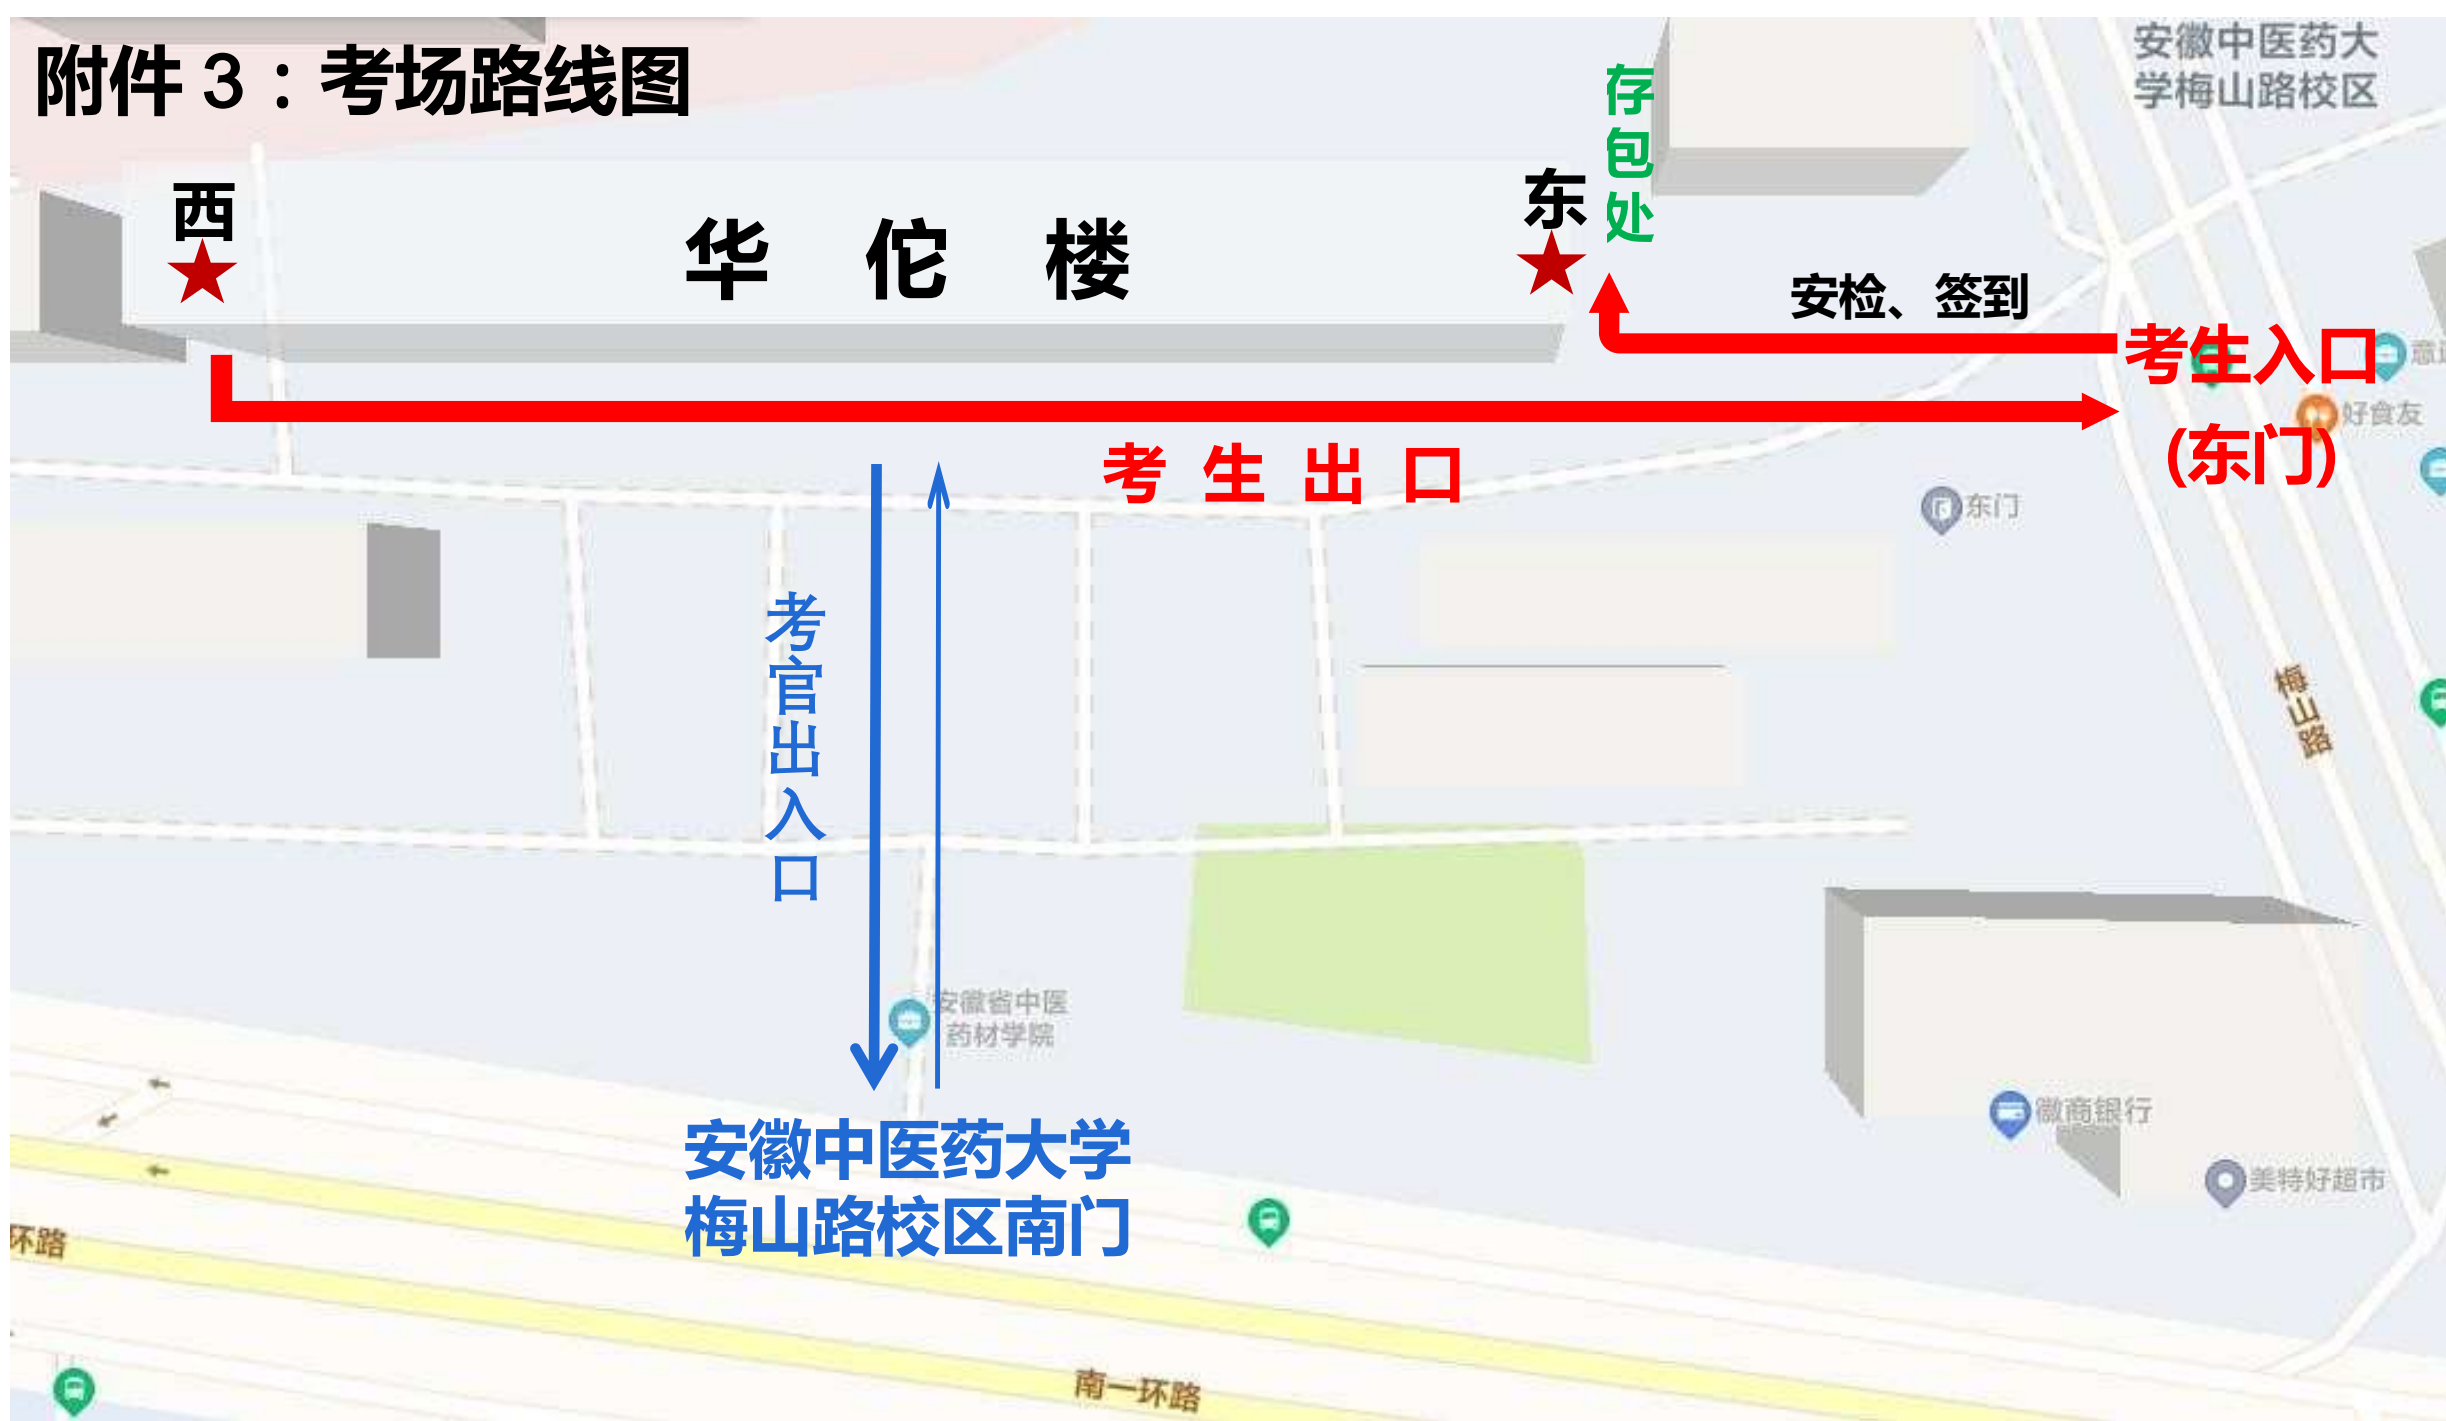 附件 3：考场路线图
安徽中医药大
学梅山路校区
存包处
西
东
华 佗 楼
安检、签到
考生入口
(东门)
好食友
考 生 出 口
东门
考官出入口
梅山路
安徽省中医
药材学院
安徽中医药大学
梅山路校区南门
徽商银行
美特好超市
环路
南一环路